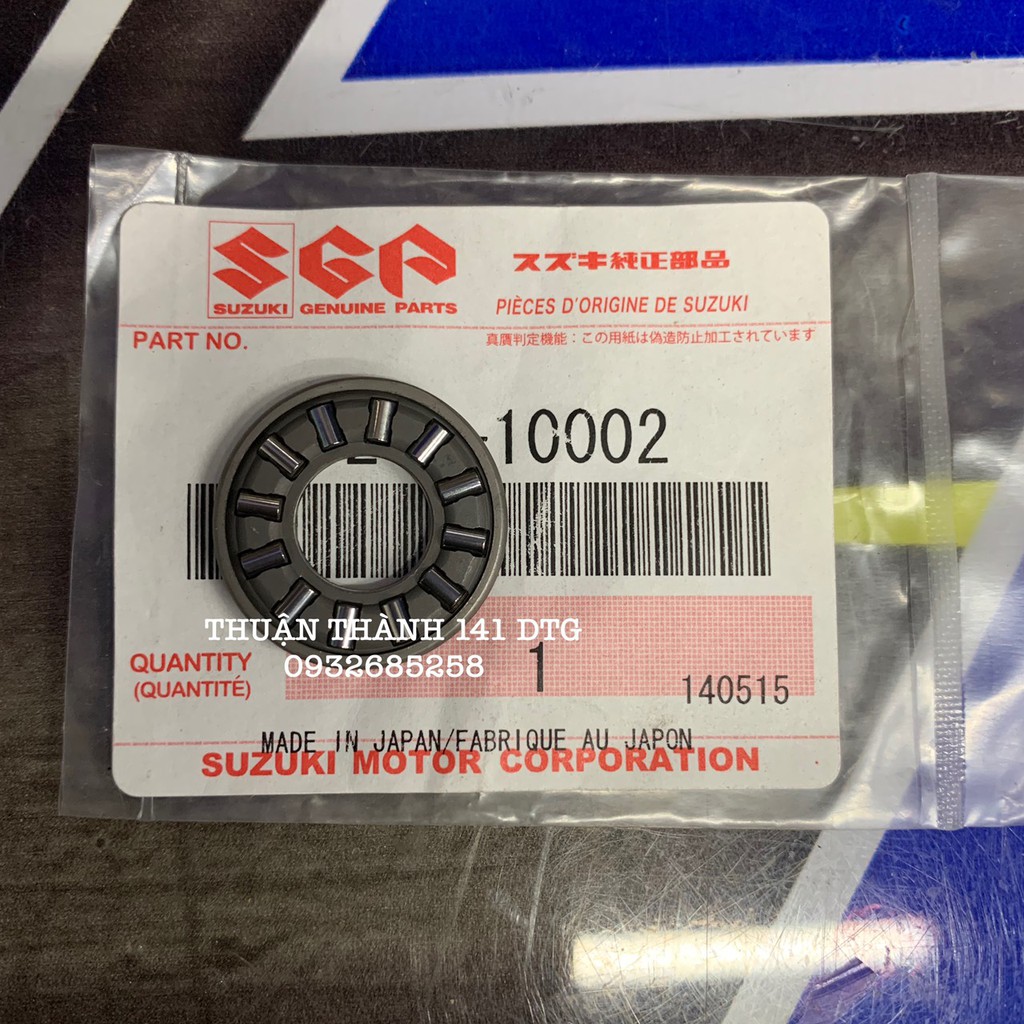 SGP
SUZUKI GENUINE PARTS
スズキ純正部品
PIÈCES D'ORIGINE DE SUZUKI
PART NO.
真贋判定機能：この用紙は偽造防止加工されています
-10002
THUẬN THÀNH 141 DTG
0932685258
QUANTITY
(QUANTITÉ)
1
140515
MADE IN JAPAN/FABRIQUE AU JAPON
SUZUKI MOTOR CORPORATION